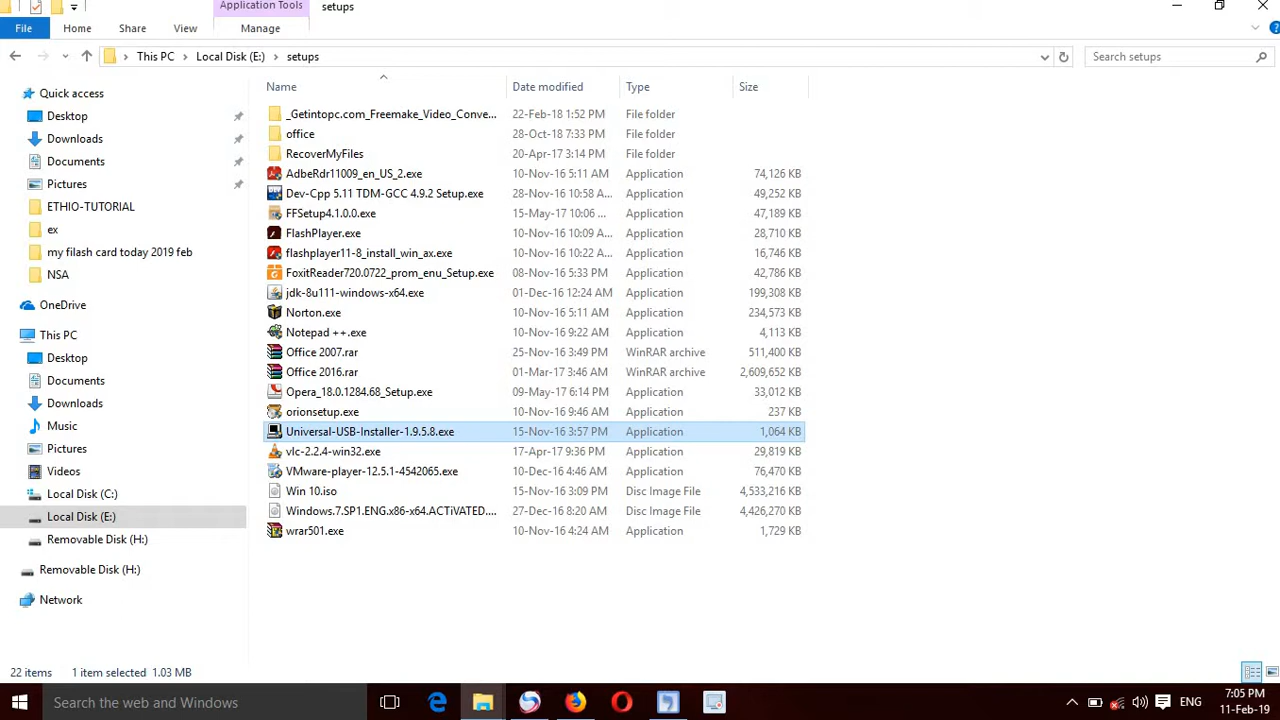 Application Tools setups
File Home Share View Manage
This PC Local Disk (E:) setups Search setups
Name Date modified Type Size
Quick access
Desktop
Downloads
Documents
Pictures
ETHIO-TUTORIAL
ex
my filash card today 2019 feb
NSA
OneDrive
This PC
Desktop
Documents
Downloads
Music
Pictures
Videos
Local Disk (C:)
Local Disk (E:)
Removable Disk (H:)
Removable Disk (H:)
Network
_Getintopc.com_Freemake_Video_Conve... 22-Feb-18 1:52 PM File folder
office 28-Oct-18 7:33 PM File folder
RecoverMyFiles 20-Apr-17 3:14 PM File folder
AdbeRdr11009_en_US_2.exe 10-Nov-16 5:11 AM Application 74,126 KB
Dev-Cpp 5.11 TDM-GCC 4.9.2 Setup.exe 28-Nov-16 10:58 A... Application 49,252 KB
FFSetup4.1.0.0.exe 15-May-17 10:06 ... Application 47,189 KB
FlashPlayer.exe 10-Nov-16 10:09 A... Application 28,710 KB
flashplayer11-8_install_win_ax.exe 10-Nov-16 10:22 A... Application 16,746 KB
FoxitReader720.0722_prom_enu_Setup.exe 08-Nov-16 5:33 PM Application 42,786 KB
jdk-8u111-windows-x64.exe 01-Dec-16 12:24 AM Application 199,308 KB
Norton.exe 10-Nov-16 5:11 AM Application 234,573 KB
Notepad ++.exe 10-Nov-16 9:22 AM Application 4,113 KB
Office 2007.rar 25-Nov-16 3:49 PM WinRAR archive 511,400 KB
Office 2016.rar 01-Mar-17 3:46 AM WinRAR archive 2,609,652 KB
Opera_18.0.1284.68_Setup.exe 09-May-17 6:14 PM Application 33,012 KB
orionsetup.exe 10-Nov-16 9:46 AM Application 237 KB
Universal-USB-Installer-1.9.5.8.exe 15-Nov-16 3:57 PM Application 1,064 KB
vlc-2.2.4-win32.exe 17-Apr-17 9:36 PM Application 29,819 KB
VMware-player-12.5.1-4542065.exe 10-Dec-16 4:46 AM Application 76,470 KB
Win 10.iso 15-Nov-16 3:09 PM Disc Image File 4,533,216 KB
Windows.7.SP1.ENG.x86-x64.ACTiVATED.... 27-Dec-16 8:20 AM Disc Image File 4,426,270 KB
wrar501.exe 10-Nov-16 4:24 AM Application 1,729 KB
22 items 1 item selected 1.03 MB
Search the web and Windows ENG 7:05 PM
11-Feb-19